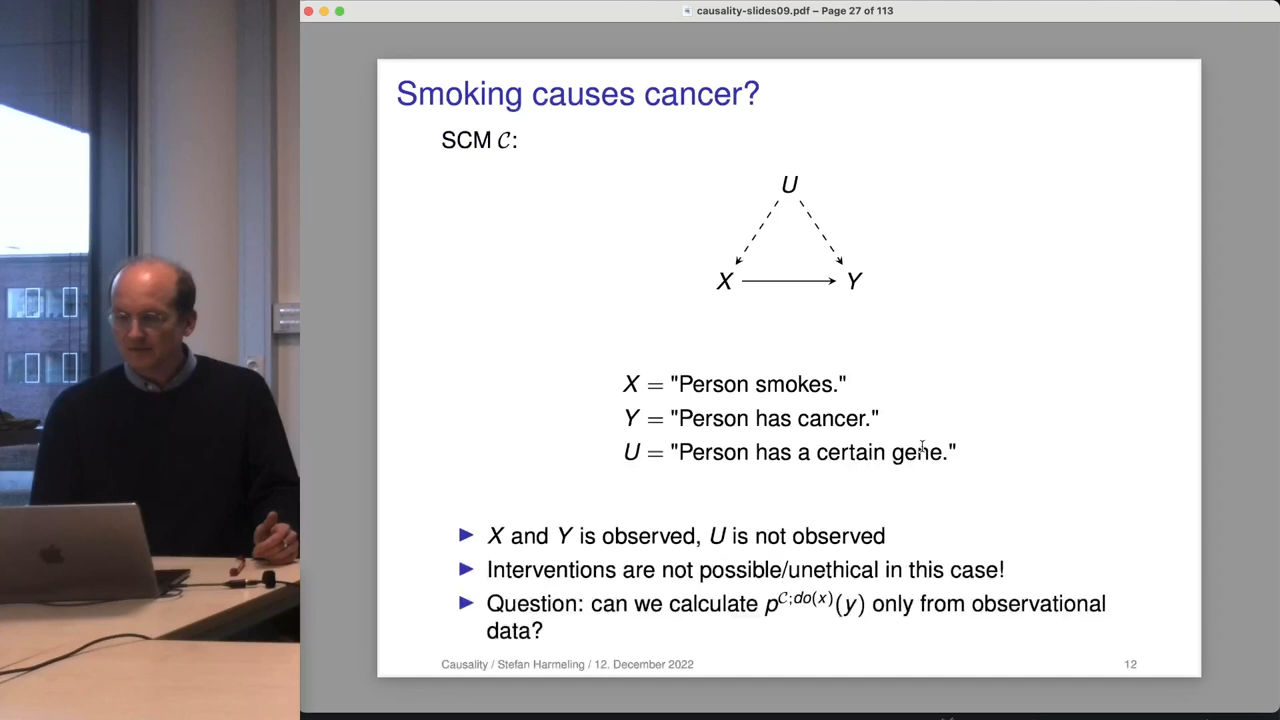 causality-slides09.pdf – Page 27 of 113
Smoking causes cancer?
SCM 𝒞:
U
X
Y
X = "Person smokes."
Y = "Person has cancer."
U = "Person has a certain gene."
▶ X and Y is observed, U is not observed
▶ Interventions are not possible/unethical in this case!
▶ Question: can we calculate p^{𝒞;do(x)}(y) only from observational
data?
Causality / Stefan Harmeling / 12. December 2022
12